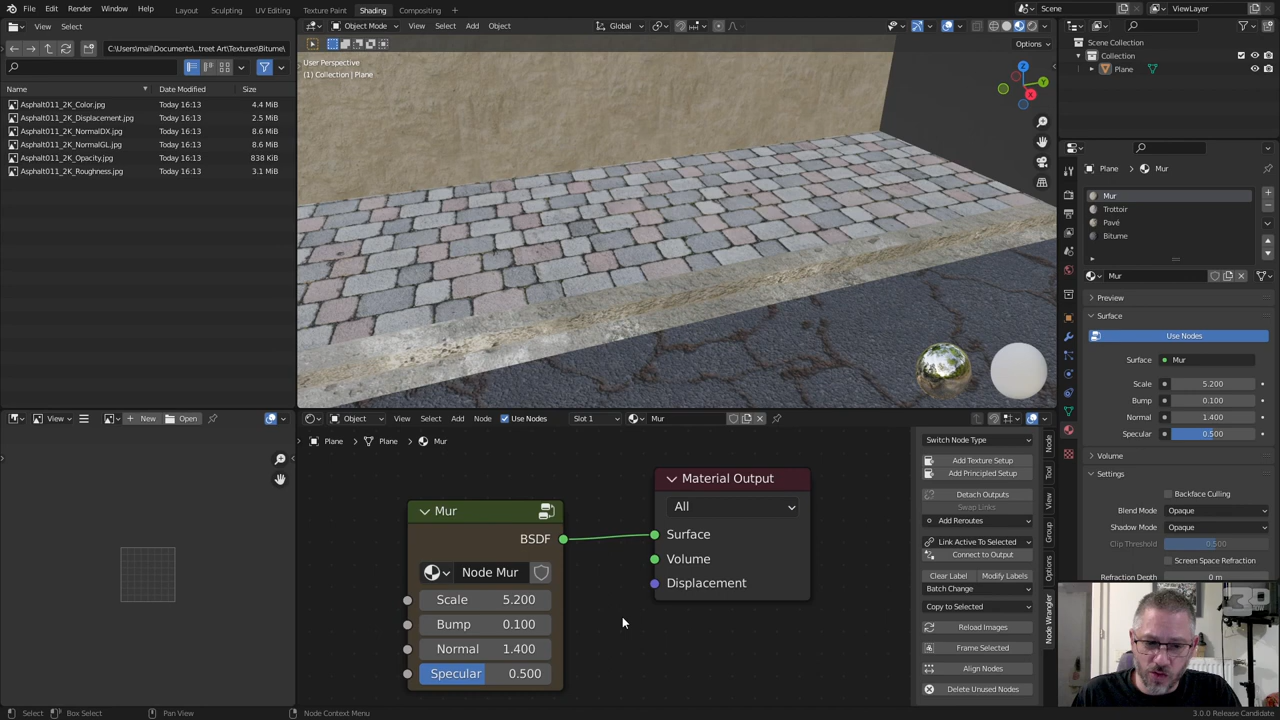 File Edit Render Window Help Layout Sculpting UV Editing Texture Paint Shading Compositing Scene ViewLayer
View Select
C:\Users\mail\Documents\...treet Art\Textures\Bitume\
Name Date Modified Size
Asphalt011_2K_Color.jpg Today 16:13 4.4 MiB
Asphalt011_2K_Displacement.jpg Today 16:13 2.5 MiB
Asphalt011_2K_NormalDX.jpg Today 16:13 8.6 MiB
Asphalt011_2K_NormalGL.jpg Today 16:13 8.6 MiB
Asphalt011_2K_Opacity.jpg Today 16:13 838 KiB
Asphalt011_2K_Roughness.jpg Today 16:13 3.1 MiB
Object Mode View Select Add Object Global
Options
User Perspective
(1) Collection | Plane
X
Y
Z
Scene Collection
Collection
Plane
Plane Mur
Mur
Trottoir
Pavé
Bitume
Mur
Preview
Surface
Use Nodes
Surface Mur
Scale 5.200
Bump 0.100
Normal 1.400
Specular 0.500
Volume
Settings
Backface Culling
Blend Mode Opaque
Shadow Mode Opaque
Clip Threshold 0.500
Screen Space Refraction
Refraction Depth 0 m
View New Open
Object View Select Add Node Use Nodes Slot 1 Mur
Plane Plane Mur
Mur
BSDF
Node Mur
Scale 5.200
Bump 0.100
Normal 1.400
Specular 0.500
Material Output
All
Surface
Volume
Displacement
Switch Node Type
Add Texture Setup
Add Principled Setup
Detach Outputs
Swap Links
Add Reroutes
Link Active To Selected
Connect to Output
Clear Label Modify Labels
Batch Change
Copy to Selected
Reload Images
Frame Selected
Align Nodes
Delete Unused Nodes
Node
Tool
View
Group
Options
Node Wrangler
Select Box Select Pan View Node Context Menu
3.0.0 Release Candidate